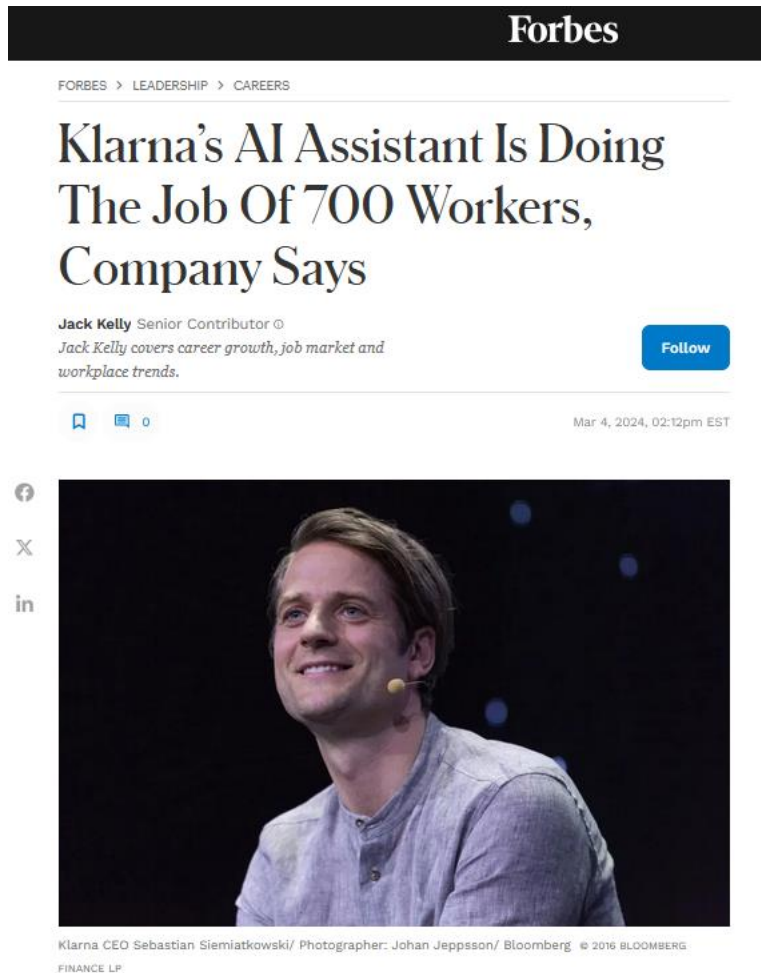 Forbes
FORBES > LEADERSHIP > CAREERS
Klarna’s AI Assistant Is Doing
The Job Of 700 Workers,
Company Says
Jack Kelly Senior Contributor
Jack Kelly covers career growth, job market and
workplace trends.
Follow
0
Mar 4, 2024, 02:12pm EST
Klarna CEO Sebastian Siemiatkowski/ Photographer: Johan Jeppsson/ Bloomberg © 2016 BLOOMBERG
FINANCE LP